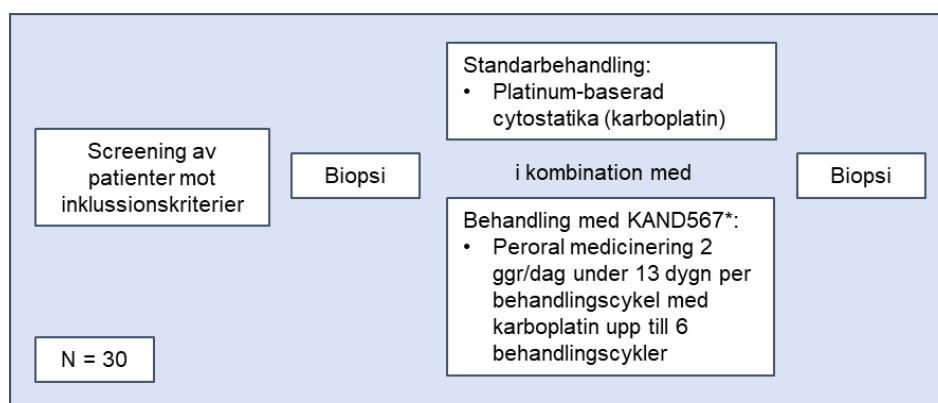 Screening av
patienter mot
inklussionskriterier
Biopsi
Standarbehandling:
• Platinum-baserad
cytostatika (karboplatin)
i kombination med
Behandling med KAND567*:
• Peroral medicinering 2
ggr/dag under 13 dygn per
behandlingscykel med
karboplatin upp till 6
behandlingscykler
Biopsi
N = 30